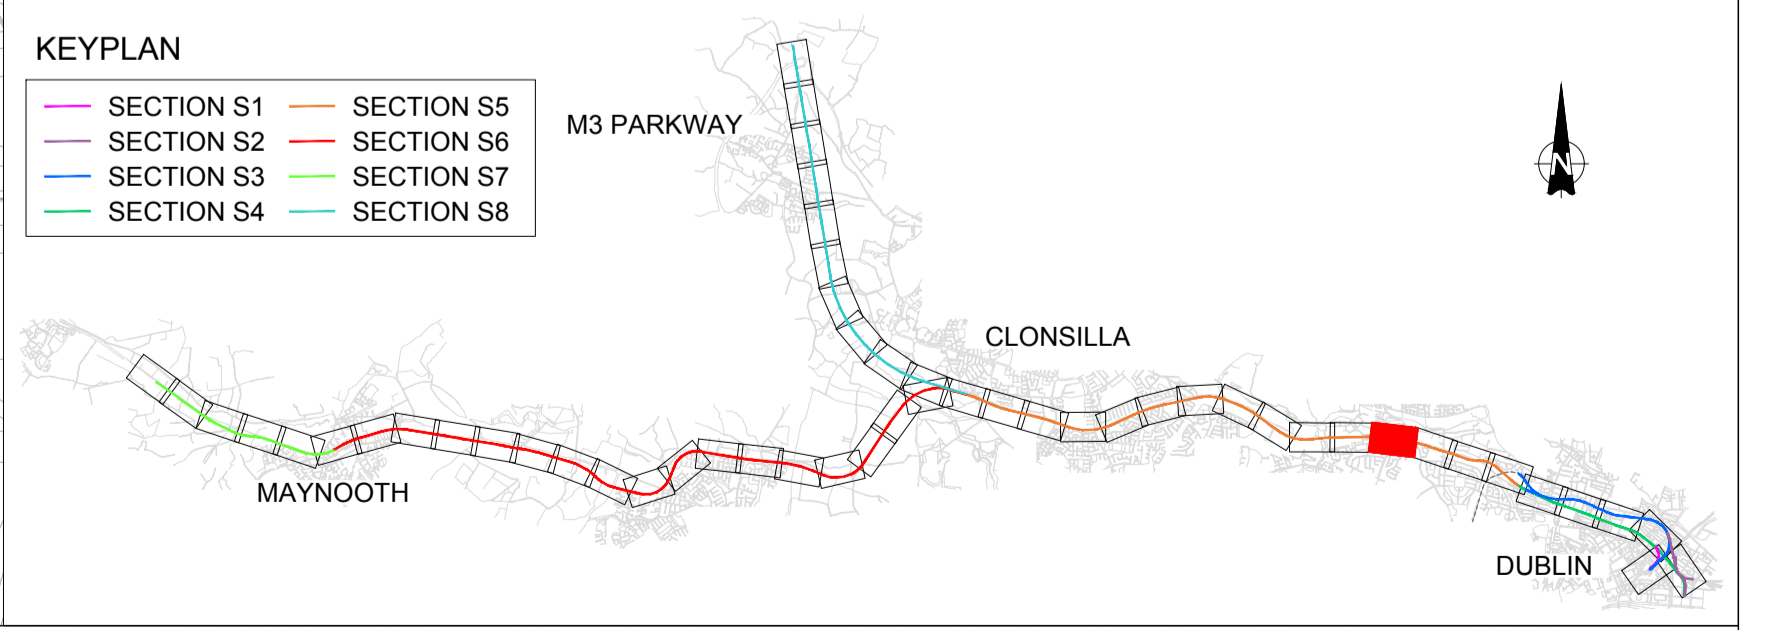 KEYPLAN
SECTION S1
SECTION S5
SECTION S2
SECTION S6
SECTION S3
SECTION S7
SECTION S4
SECTION S8
M3 PARKWAY
N
CLONSILLA
MAYNOOTH
DUBLIN